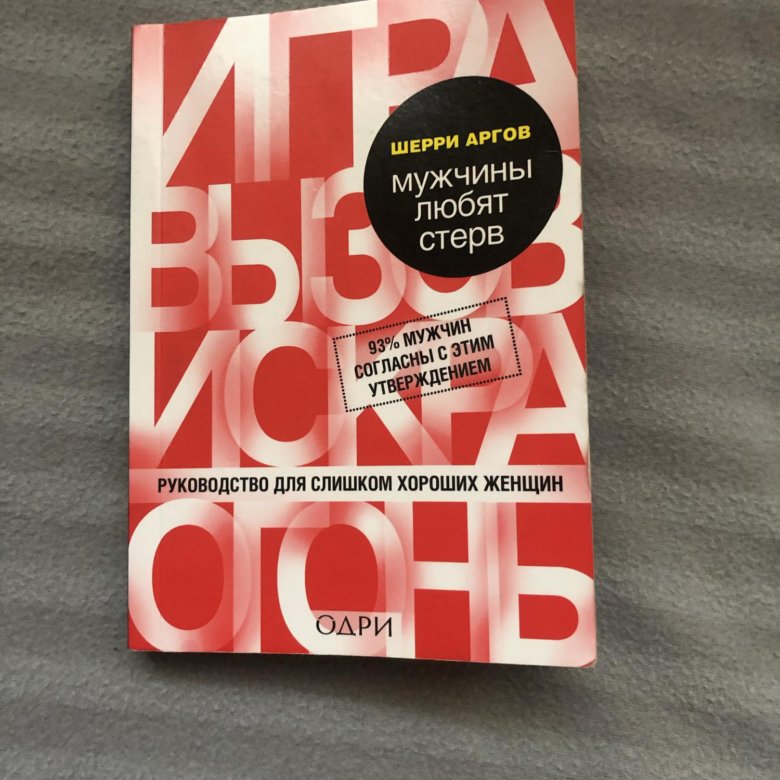 ИГРА
ШЕРРИ АРГОВ
мужчины
любят
стерв
ВЫЗОВ
93% МУЖЧИН
СОГЛАСНЫ С ЭТИМ
УТВЕРЖДЕНИЕМ
ИСКРА
РУКОВОДСТВО ДЛЯ СЛИШКОМ ХОРОШИХ ЖЕНЩИН
ОГОНЬ
ОДРИ